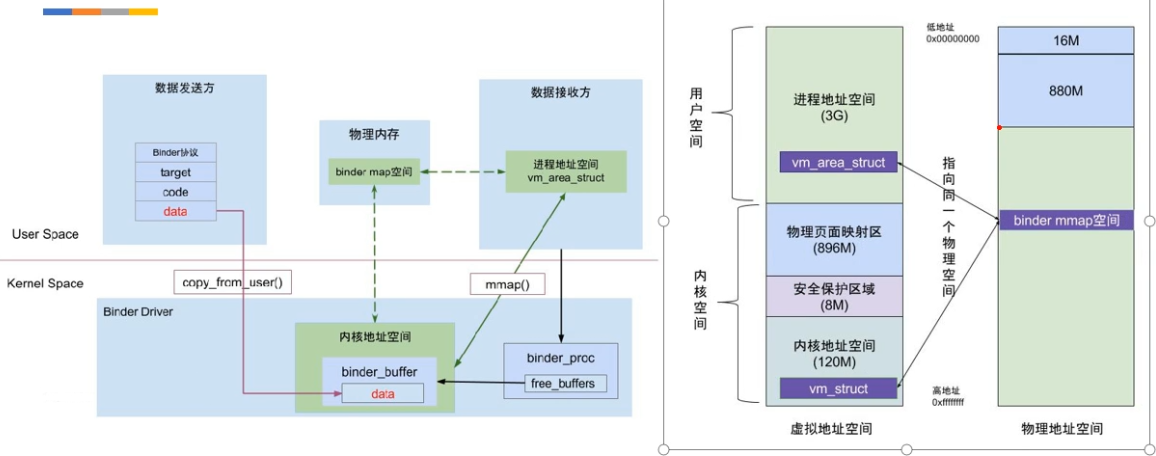 数据发送方
Binder协议
target
code
data
物理内存
binder map空间
数据接收方
进程地址空间
vm_area_struct
User Space
Kernel Space
copy_from_user()
mmap()
Binder Driver
内核地址空间
binder_buffer
data
binder_proc
free_buffers
用户空间
内核空间
进程地址空间
(3G)
vm_area_struct
物理页面映射区
(896M)
安全保护区域
(8M)
内核地址空间
(120M)
vm_struct
虚拟地址空间
低地址
0x00000000
指向同一个物理空间
高地址
0xffffffff
16M
880M
binder mmap空间
物理地址空间